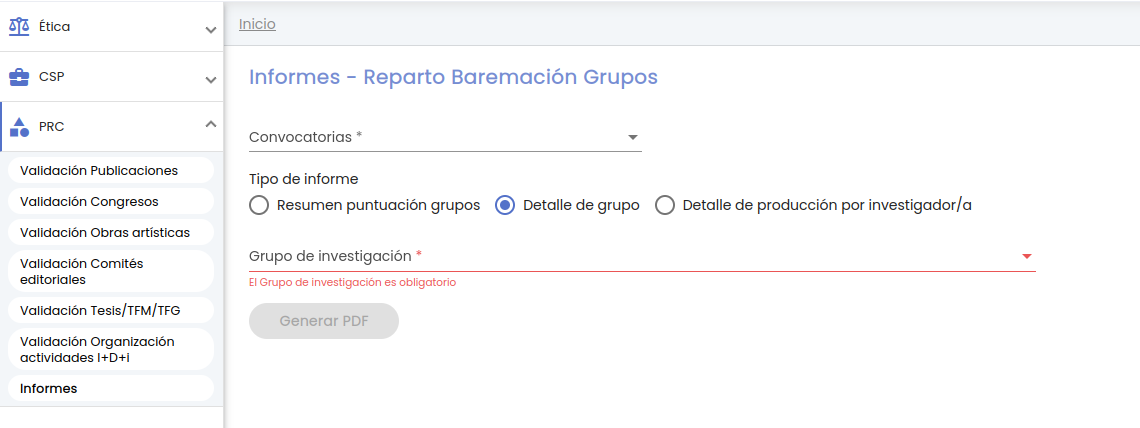 Ética
CSP
PRC
Validación Publicaciones
Validación Congresos
Validación Obras artísticas
Validación Comités
editoriales
Validación Tesis/TFM/TFG
Validación Organización
actividades I+D+i
Informes
Inicio
Informes - Reparto Baremación Grupos
Convocatorias *
Tipo de informe
Resumen puntuación grupos Detalle de grupo Detalle de producción por investigador/a
Grupo de investigación *
El Grupo de investigación es obligatorio
Generar PDF